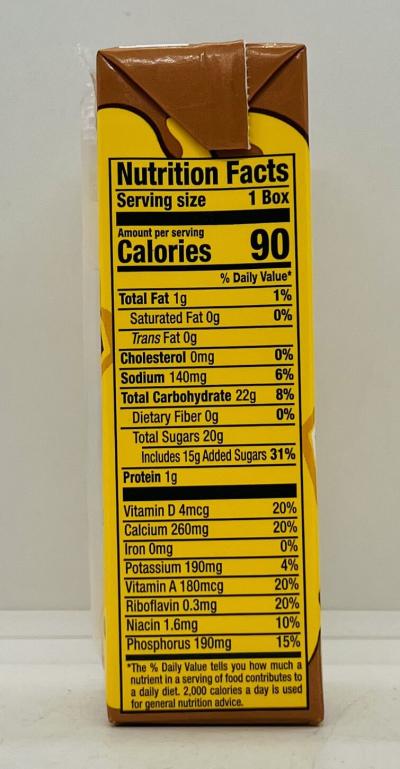 Nutrition Facts
Serving size 1 Box
Amount per serving
Calories 90
% Daily Value*
Total Fat 1g 1%
Saturated Fat 0g 0%
Trans Fat 0g
Cholesterol 0mg 0%
Sodium 140mg 6%
Total Carbohydrate 22g 8%
Dietary Fiber 0g 0%
Total Sugars 20g
Includes 15g Added Sugars 31%
Protein 1g
Vitamin D 4mcg 20%
Calcium 260mg 20%
Iron 0mg 0%
Potassium 190mg 4%
Vitamin A 180mcg 20%
Riboflavin 0.3mg 20%
Niacin 1.6mg 10%
Phosphorus 190mg 15%
*The % Daily Value tells you how much a
nutrient in a serving of food contributes to
a daily diet. 2,000 calories a day is used
for general nutrition advice.